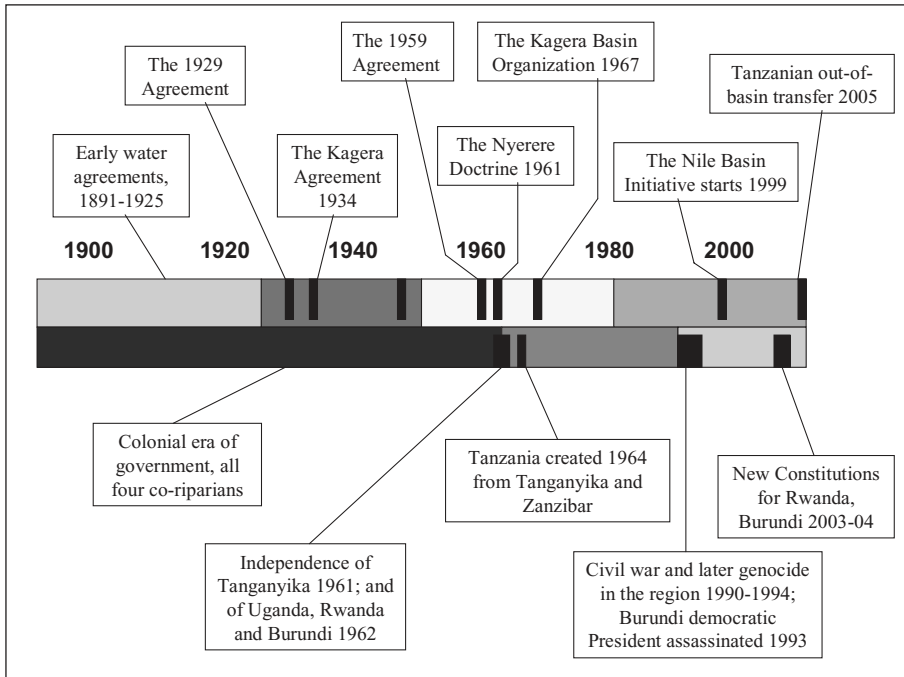 The 1929
Agreement
The 1959
Agreement
The Kagera Basin
Organization 1967
Tanzanian out-of-
basin transfer 2005
Early water
agreements,
1891-1925
The Kagera
Agreement
1934
The Nyerere
Doctrine 1961
The Nile Basin
Initiative starts 1999
1900 1920 1940 1960 1980 2000
Colonial era of
government, all
four co-riparians
Tanzania created 1964
from Tanganyika and
Zanzibar
New Constitutions
for Rwanda,
Burundi 2003-04
Independence of
Tanganyika 1961; and
of Uganda, Rwanda
and Burundi 1962
Civil war and later genocide
in the region 1990-1994;
Burundi democratic
President assassinated 1993